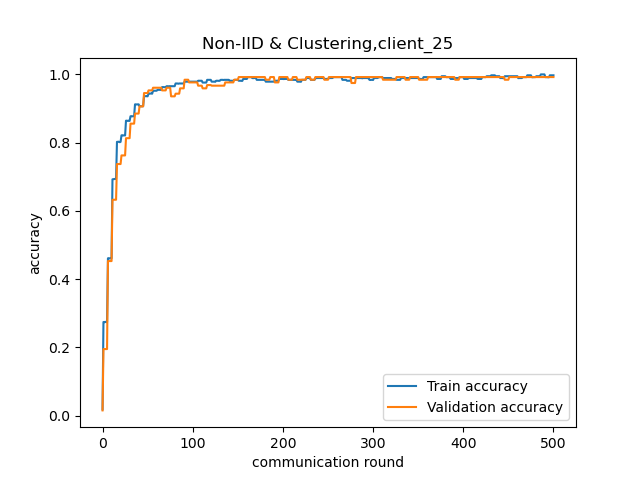 Non-IID & Clustering,client_25
accuracy
1.0
0.8
0.6
0.4
0.2
0.0
Train accuracy
Validation accuracy
0 100 200 300 400 500
communication round